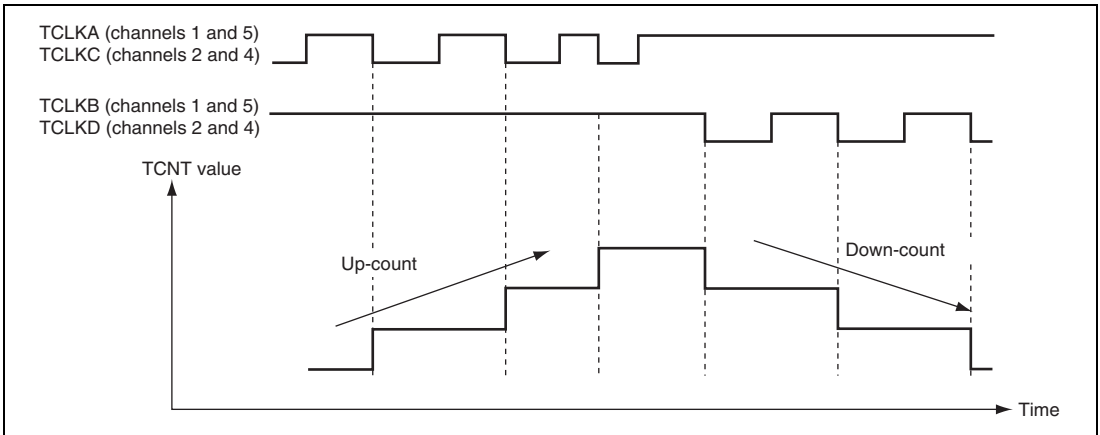 TCLKA (channels 1 and 5)
TCLKC (channels 2 and 4)
TCLKB (channels 1 and 5)
TCLKD (channels 2 and 4)
TCNT value
Up-count
Down-count
Time